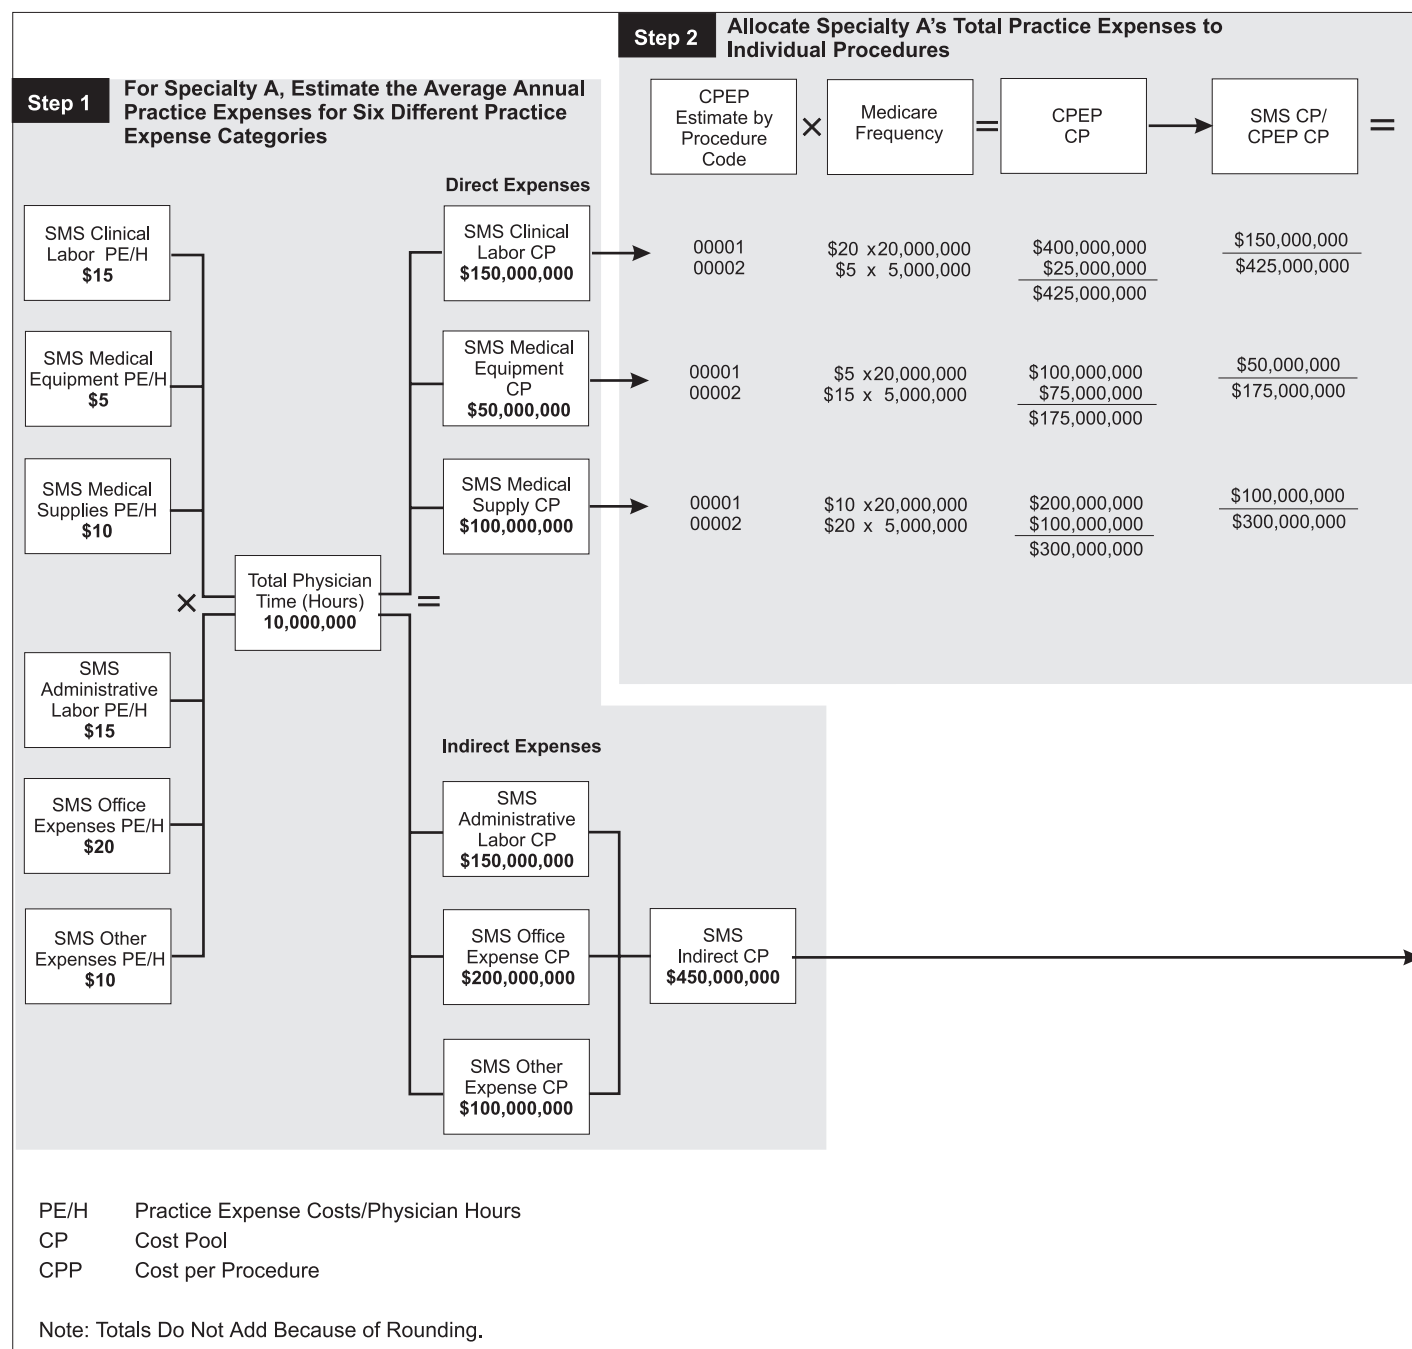 Step 1
For Specialty A, Estimate the Average Annual
Practice Expenses for Six Different Practice
Expense Categories
SMS Clinical
Labor PE/H
$15
SMS Medical
Equipment PE/H
$5
SMS Medical
Supplies PE/H
$10
SMS
Administrative
Labor PE/H
$15
SMS Office
Expenses PE/H
$20
SMS Other
Expenses PE/H
$10
×
Total Physician
Time (Hours)
10,000,000
=
Direct Expenses
SMS Clinical
Labor CP
$150,000,000
SMS Medical
Equipment
CP
$50,000,000
SMS Medical
Supply CP
$100,000,000
Indirect Expenses
SMS
Administrative
Labor CP
$150,000,000
SMS Office
Expense CP
$200,000,000
SMS Other
Expense CP
$100,000,000
SMS
Indirect CP
$450,000,000
Step 2
Allocate Specialty A's Total Practice Expenses to
Individual Procedures
CPEP
Estimate by
Procedure
Code
×
Medicare
Frequency
=
CPEP
CP
SMS CP/
CPEP CP
=
00001 $20 x20,000,000 $400,000,000 $150,000,000
00002 $5 x 5,000,000 $25,000,000 $425,000,000
$425,000,000
00001 $5 x20,000,000 $100,000,000 $50,000,000
00002 $15 x 5,000,000 $75,000,000 $175,000,000
$175,000,000
00001 $10 x20,000,000 $200,000,000 $100,000,000
00002 $20 x 5,000,000 $100,000,000 $300,000,000
$300,000,000
PE/H Practice Expense Costs/Physician Hours
CP Cost Pool
CPP Cost per Procedure
Note: Totals Do Not Add Because of Rounding.